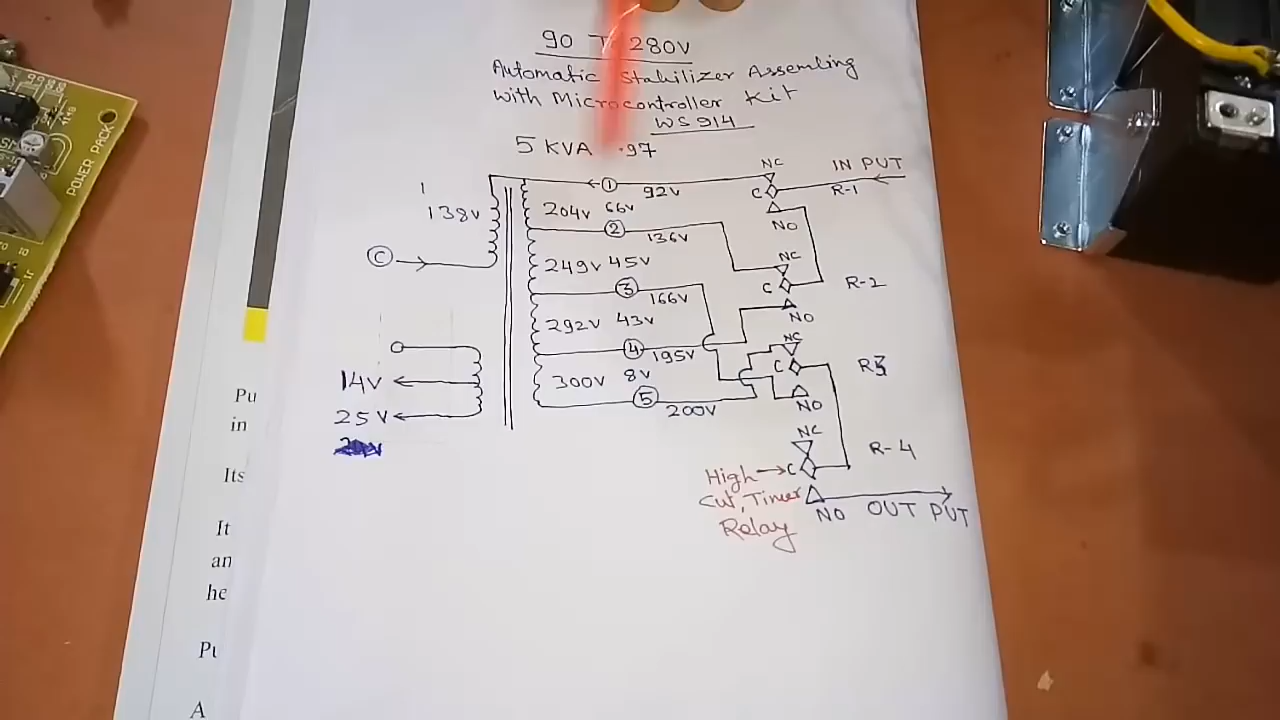 90 T 280V
Automatic Stabilizer Assembling
with Microcontroller Kit
WS914
5 KVA .97
NC
IN PUT
1
92V
C
R-1
138V
204V 66V
NO
2
136V
C
249V 45V
NC
3
166V
C
R-2
292V 43V
NO
4
195V
NC
14V
300V 8V
C
R3
5
200V
NO
25V
NC
R-4
High
C
Cut, Timer
NO OUT PUT
Relay
POWER PACK
Pu
in
Its
It
an
he
Pu
A